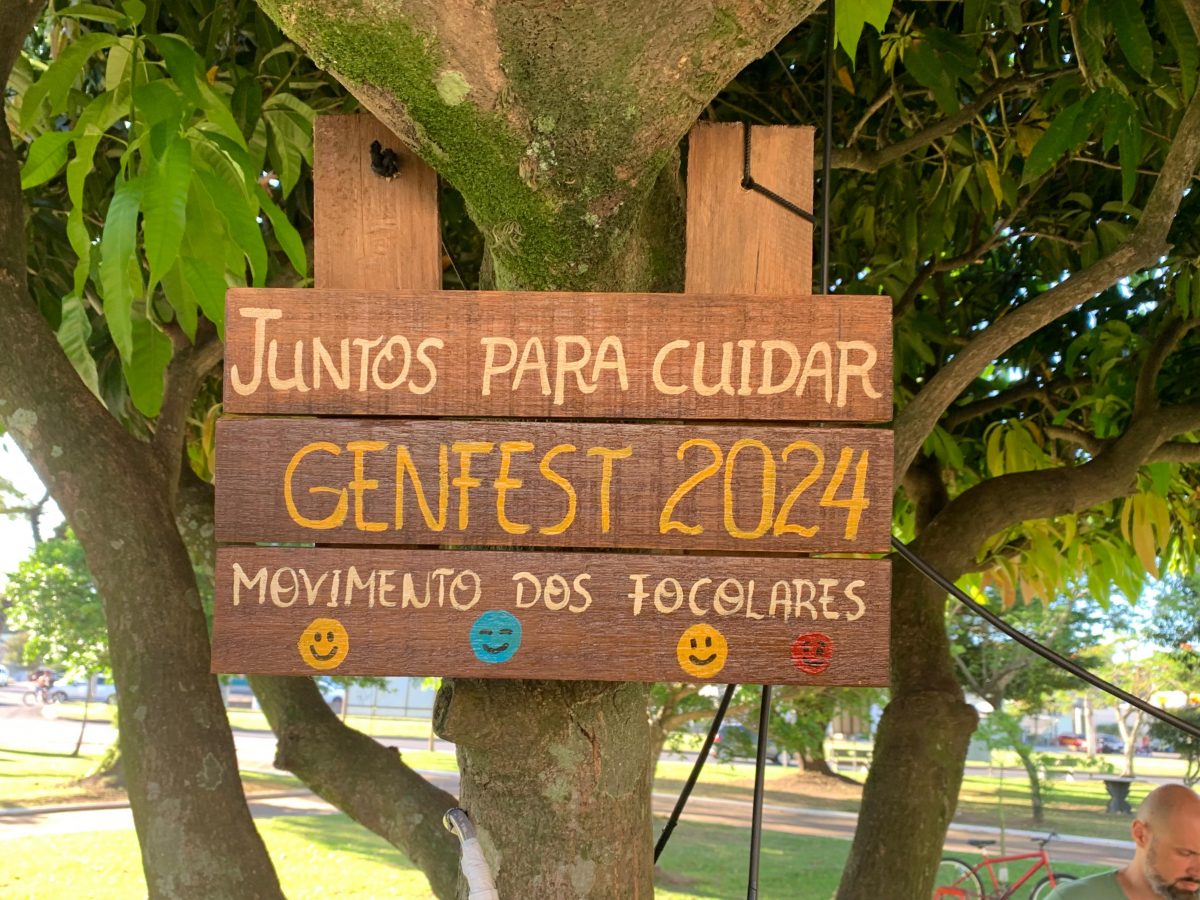 JUNTOS PARA CUIDAR
GENFEST 2024
MOVIMENTO DOS FOCOLARES